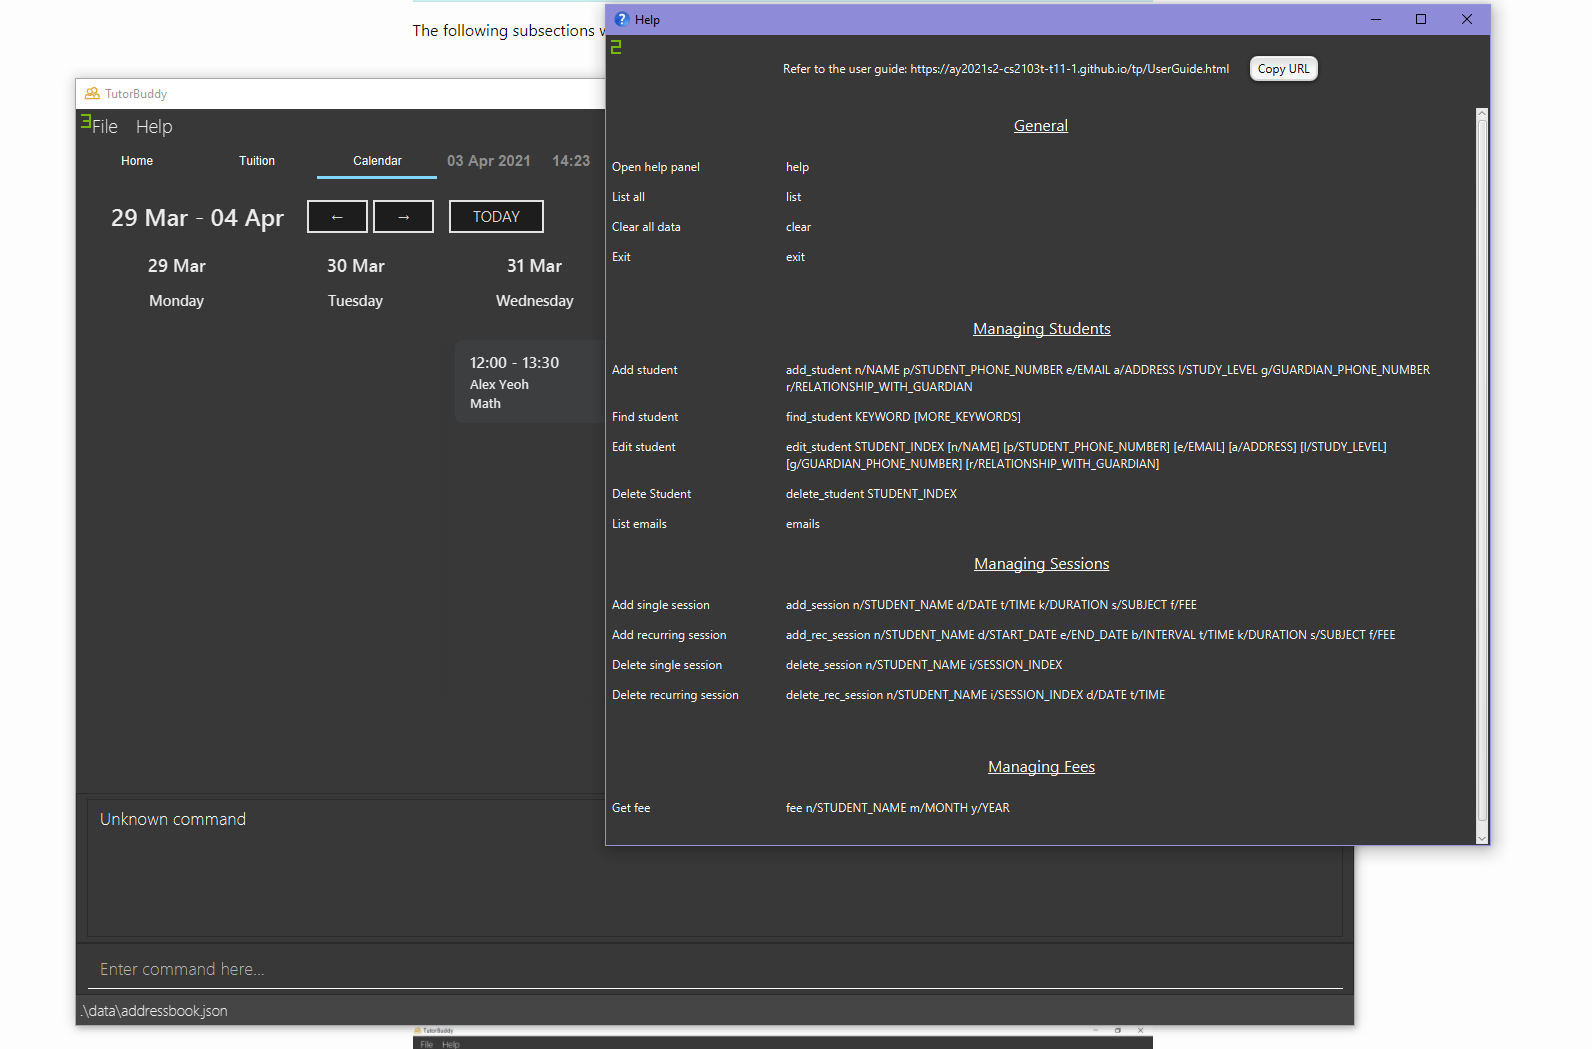 The following subsections w
TutorBuddy
3
File Help
Home Tuition Calendar 03 Apr 2021 14:23
29 Mar - 04 Apr ← → TODAY
29 Mar 30 Mar 31 Mar
Monday Tuesday Wednesday
12:00 - 13:30
Alex Yeoh
Math
Unknown command
Enter command here...
.\data\addressbook.json
Help
2
Refer to the user guide: https://ay2021s2-cs2103t-t11-1.github.io/tp/UserGuide.html Copy URL
General
Open help panel help
List all list
Clear all data clear
Exit exit
Managing Students
Add student add_student n/NAME p/STUDENT_PHONE_NUMBER e/EMAIL a/ADDRESS l/STUDY_LEVEL g/GUARDIAN_PHONE_NUMBER
r/RELATIONSHIP_WITH_GUARDIAN
Find student find_student KEYWORD [MORE_KEYWORDS]
Edit student edit_student STUDENT_INDEX [n/NAME] [p/STUDENT_PHONE_NUMBER] [e/EMAIL] [a/ADDRESS] [l/STUDY_LEVEL]
[g/GUARDIAN_PHONE_NUMBER] [r/RELATIONSHIP_WITH_GUARDIAN]
Delete Student delete_student STUDENT_INDEX
List emails emails
Managing Sessions
Add single session add_session n/STUDENT_NAME d/DATE t/TIME k/DURATION s/SUBJECT f/FEE
Add recurring session add_rec_session n/STUDENT_NAME d/START_DATE e/END_DATE b/INTERVAL t/TIME k/DURATION s/SUBJECT f/FEE
Delete single session delete_session n/STUDENT_NAME i/SESSION_INDEX
Delete recurring session delete_rec_session n/STUDENT_NAME i/SESSION_INDEX d/DATE t/TIME
Managing Fees
Get fee fee n/STUDENT_NAME m/MONTH y/YEAR
TutorBuddy
File Help